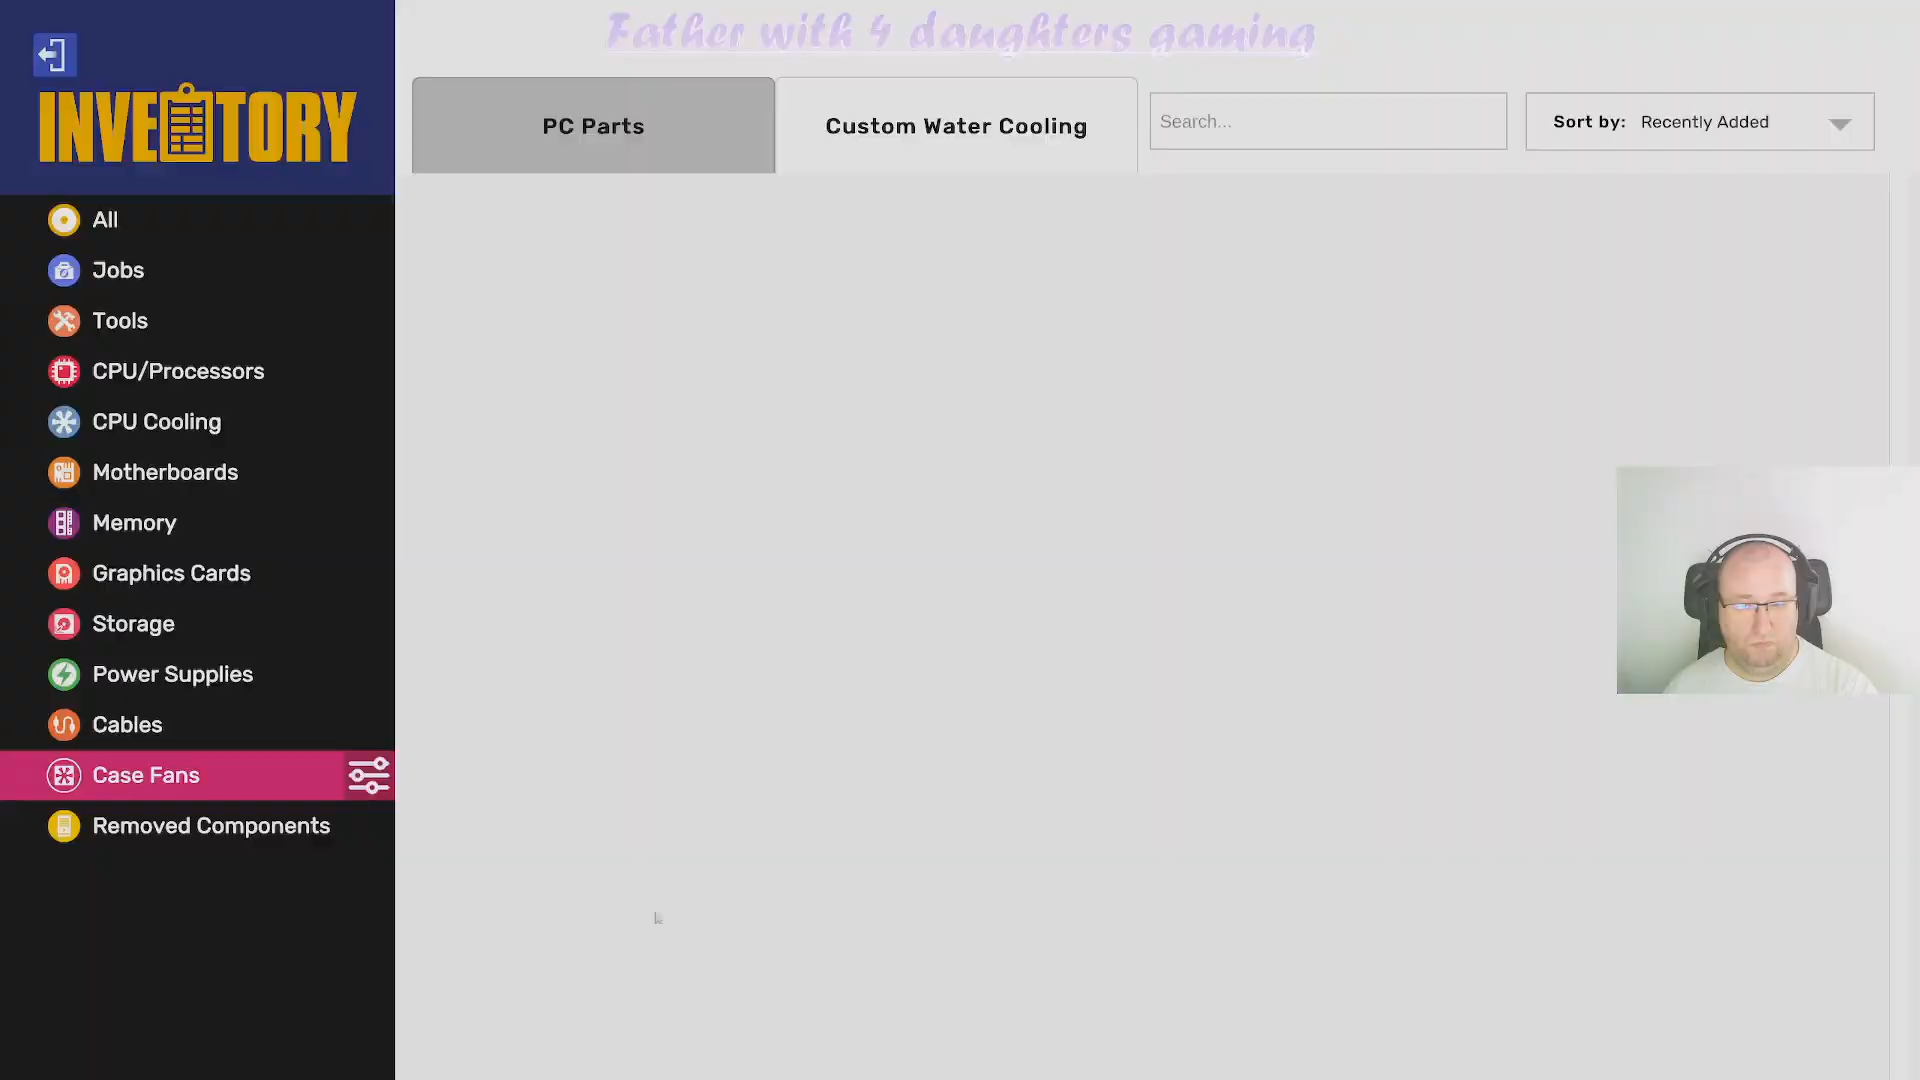 Father with 4 daughters gaming
INVENTORY
PC Parts
Custom Water Cooling
Search...
Sort by: Recently Added
All
Jobs
Tools
CPU/Processors
CPU Cooling
Motherboards
Memory
Graphics Cards
Storage
Power Supplies
Cables
Case Fans
Removed Components